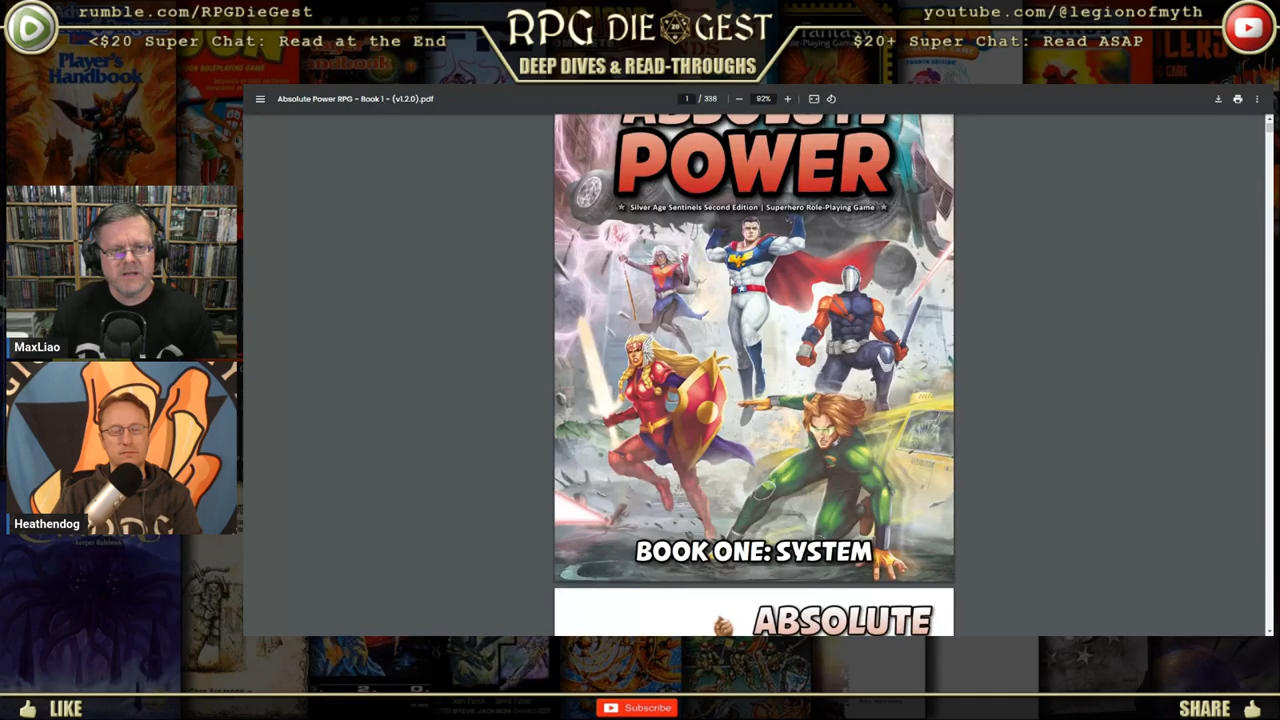 rumble.com/RPGDieGest
<$20 Super Chat: Read at the End
RPG DIE GEST
20
DEEP DIVES & READ-THROUGHS
youtube.com/@legionofmyth
$20+ Super Chat: Read ASAP
Player's
Handbook
Absolute Power RPG - Book 1 - (v1.2.0).pdf
1 / 338
92%
ABSOLUTE
POWER
Silver Age Sentinels Second Edition | Superhero Role-Playing Game
BOOK ONE: SYSTEM
ABSOLUTE
MaxLiao
Heathendog
LIKE
Subscribe
SHARE